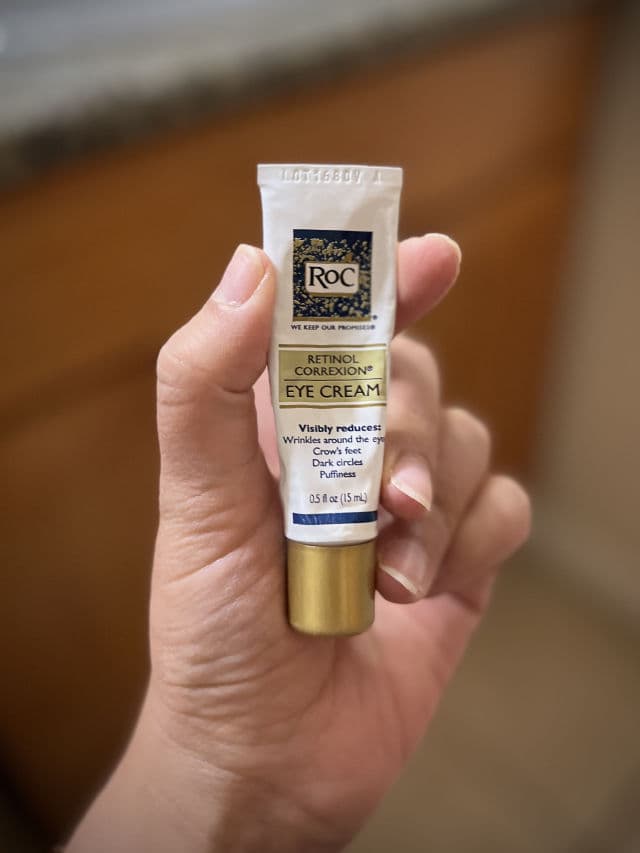 RoC
WE KEEP OUR PROMISES®
RETINOL
CORREXION®
EYE CREAM
Visibly reduces:
Wrinkles around the eye
Crow's feet
Dark circles
Puffiness
0.5 fl oz (15 mL)